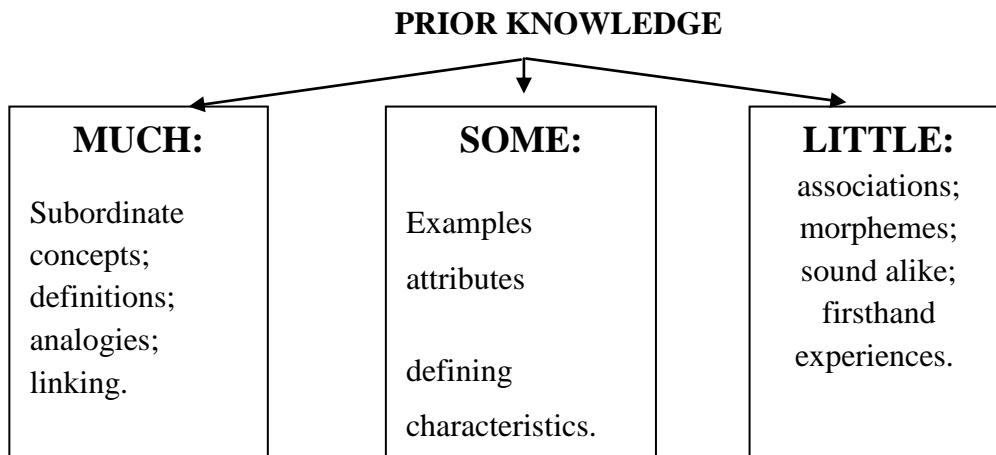 PRIOR KNOWLEDGE
MUCH:
Subordinate
concepts;
definitions;
analogies;
linking.
SOME:
Examples
attributes
defining
characteristics.
LITTLE:
associations;
morphemes;
sound alike;
firsthand
experiences.